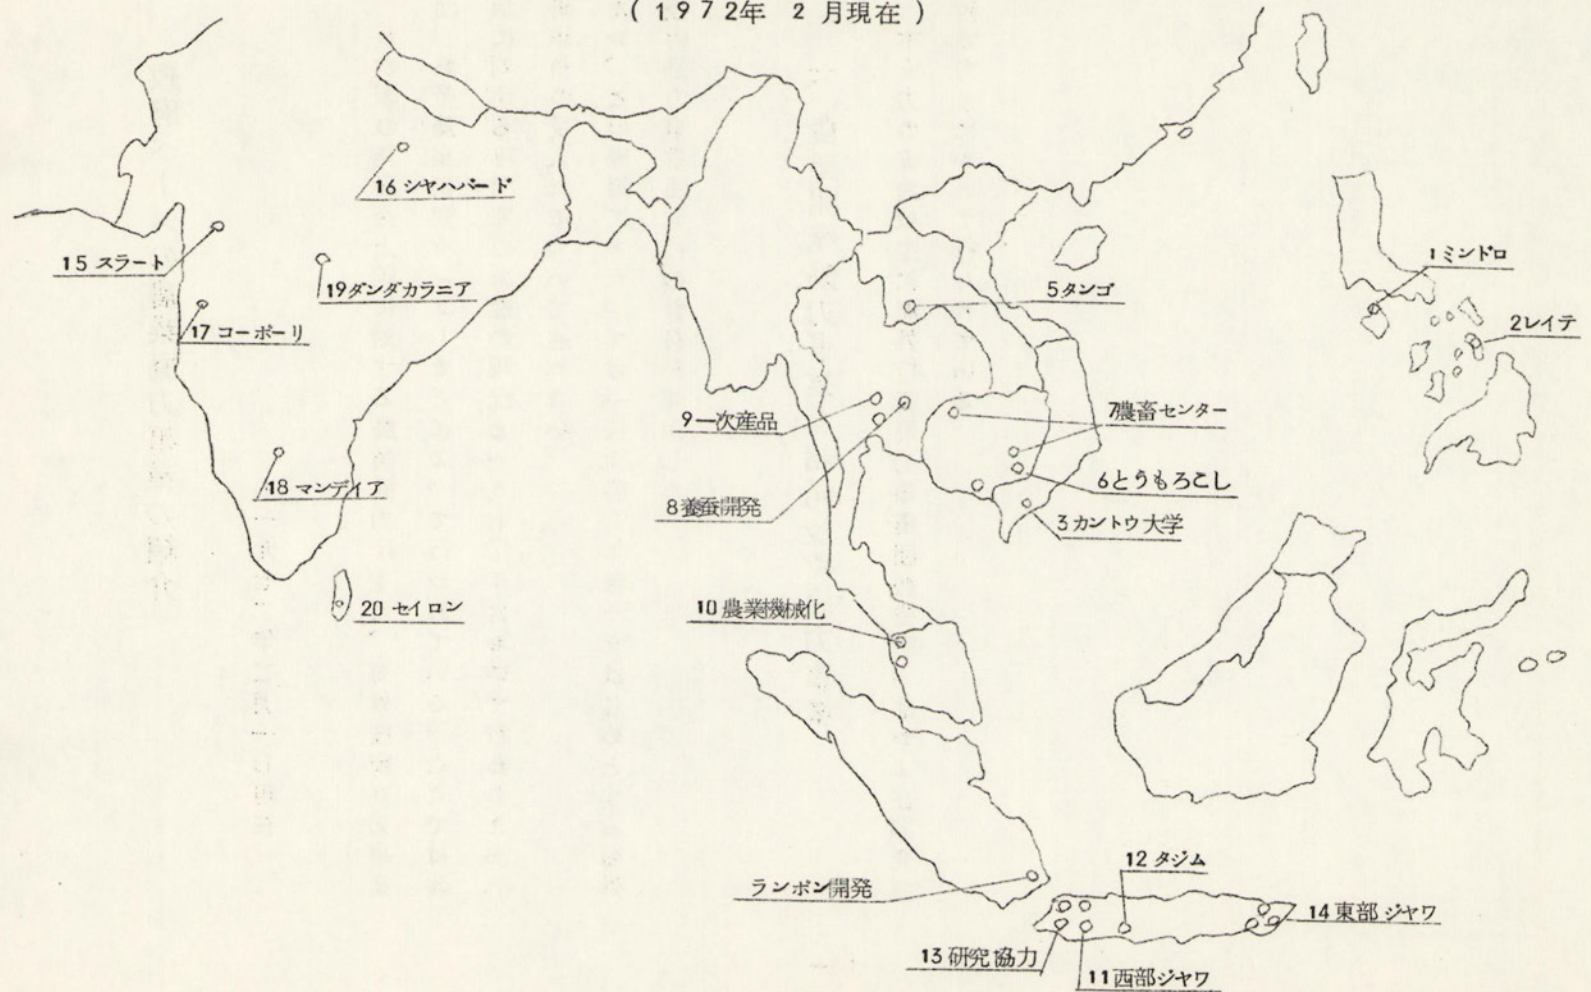 (1972年 2月現在)
16 シヤハバード
15 スラート
19 ダンダカラニア
17 コーポーリ
18 マンディア
20 セイロン
1 ミンドロ
2 レイテ
5 タンゴ
9 一次産品
7 農畜センター
8 養蚕開発
6 とうもろこし
3 カントウ大学
10 農業機械化
ランポン開発
12 タジム
14 東部ジャワ
13 研究協力
11 西部ジャワ